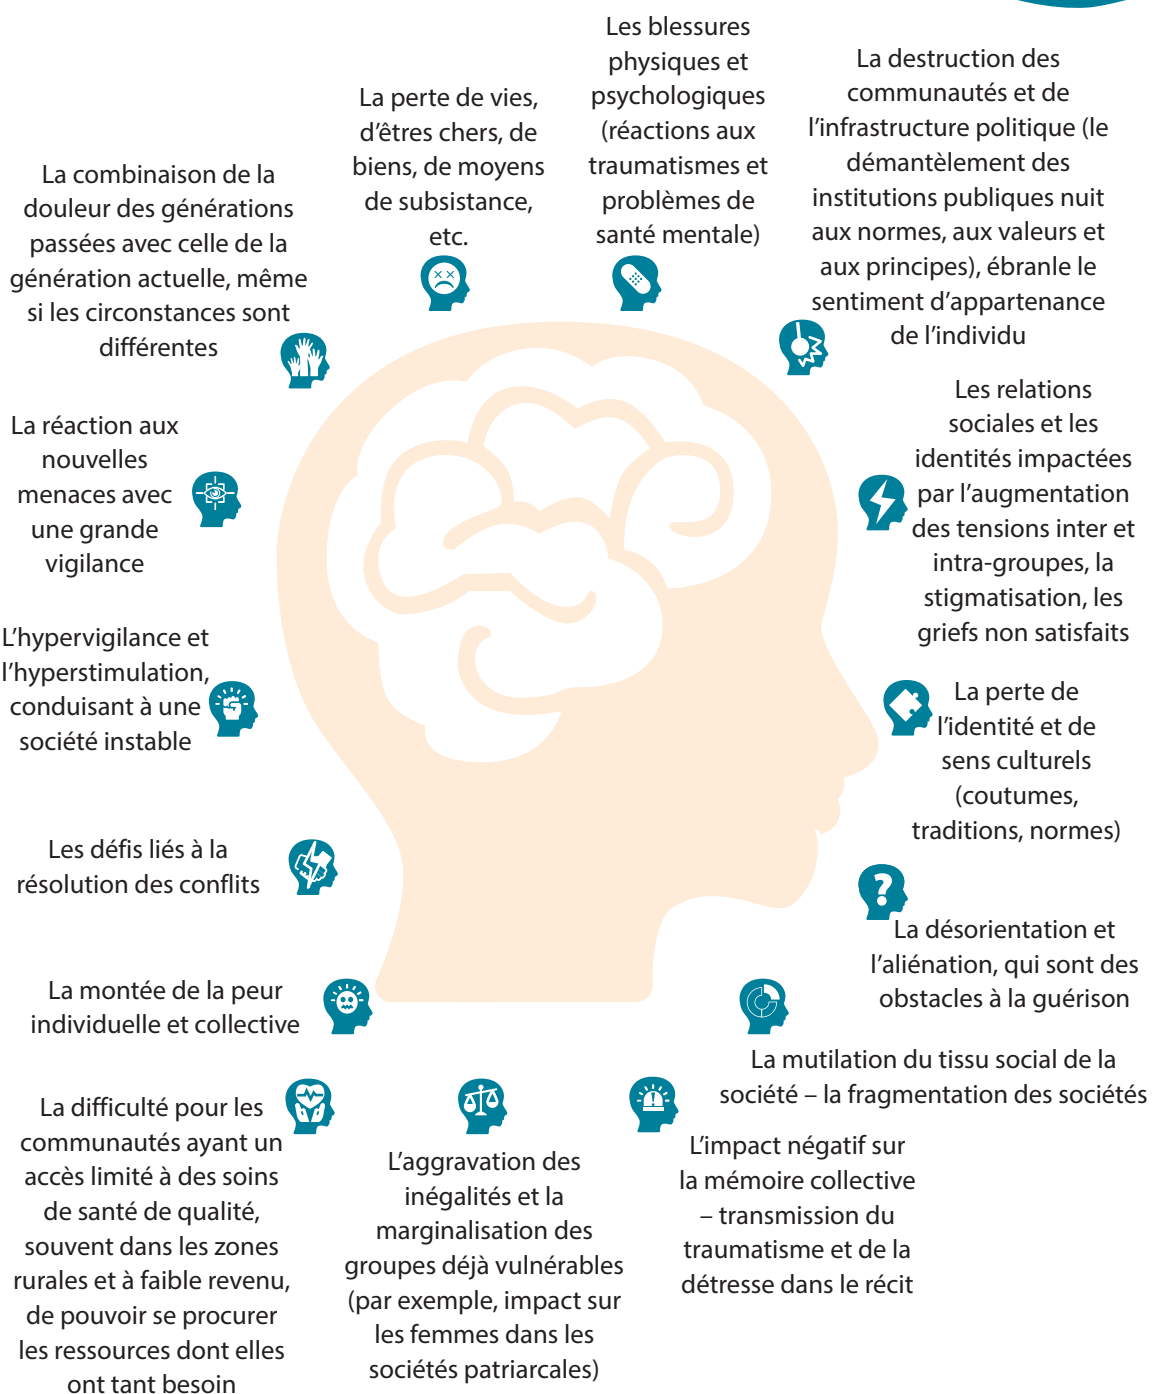 Les blessures
physiques et
psychologiques
(réactions aux
traumatismes et
problèmes de
santé mentale)
La destruction des
communautés et de
l’infrastructure politique (le
démantèlement des
institutions publiques nuit
aux normes, aux valeurs et
aux principes), ébranle le
sentiment d’appartenance
de l’individu
Les relations
sociales et les
identités impactées
par l’augmentation
des tensions inter et
intra-groupes, la
stigmatisation, les
griefs non satisfaits
La perte de
l’identité et de
sens culturels
(coutumes,
traditions, normes)
La désorientation et
l’aliénation, qui sont des
obstacles à la guérison
La mutilation du tissu social de la
société – la fragmentation des sociétés
L’impact négatif sur
la mémoire collective
– transmission du
traumatisme et de la
détresse dans le récit
L’aggravation des
inégalités et la
marginalisation des
groupes déjà vulnérables
(par exemple, impact sur
les femmes dans les
sociétés patriarcales)
La difficulté pour les
communautés ayant un
accès limité à des soins
de santé de qualité,
souvent dans les zones
rurales et à faible revenu,
de pouvoir se procurer
les ressources dont elles
ont tant besoin
La montée de la peur
individuelle et collective
Les défis liés à la
résolution des conflits
L’hypervigilance et
l’hyperstimulation,
conduisant à une
société instable
La réaction aux
nouvelles
menaces avec
une grande
vigilance
La combinaison de la
douleur des générations
passées avec celle de la
génération actuelle, même
si les circonstances sont
différentes
La perte de vies,
d’êtres chers, de
biens, de moyens
de subsistance,
etc.
?